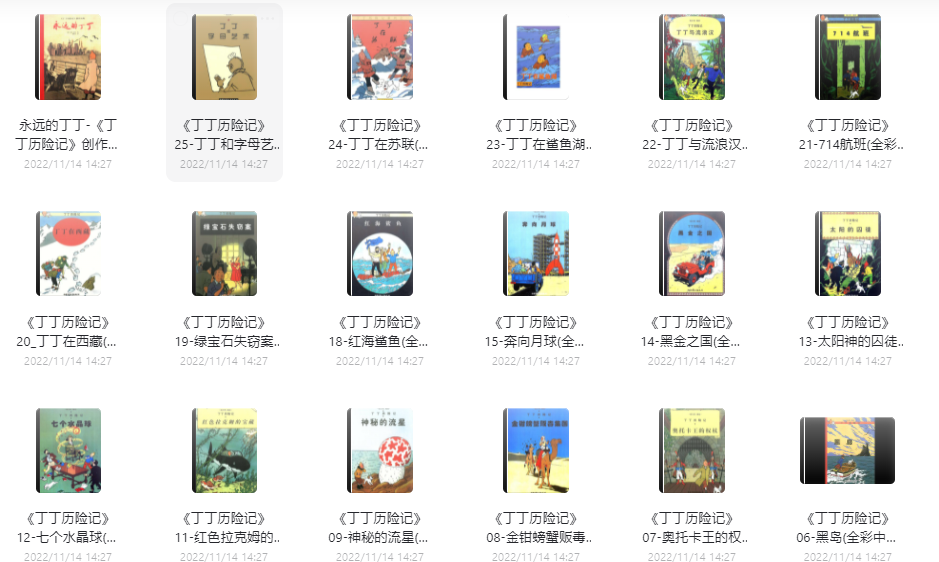 永远的丁丁
丁丁
字母艺术
丁丁
在
苏联
丁丁与流浪汉
714航班
永远的丁丁-《丁
丁历险记》创作...
2022/11/14 14:27
《丁丁历险记》
25-丁丁和字母艺..
2022/11/14 14:27
《丁丁历险记》
24-丁丁在苏联(...
2022/11/14 14:27
《丁丁历险记》
23-丁丁在鲨鱼湖..
2022/11/14 14:27
《丁丁历险记》
22-丁丁与流浪汉..
2022/11/14 14:27
《丁丁历险记》
21-714航班(全彩..
2022/11/14 14:27
丁丁在西藏
绿宝石失窃案
红海鲨鱼
奔向月球
黑金之国
太阳的囚徒
《丁丁历险记》
20_丁丁在西藏(...
2022/11/14 14:27
《丁丁历险记》
19-绿宝石失窃案..
2022/11/14 14:27
《丁丁历险记》
18-红海鲨鱼(全...
2022/11/14 14:27
《丁丁历险记》
15-奔向月球(全...
2022/11/14 14:27
《丁丁历险记》
14-黑金之国(全...
2022/11/14 14:27
《丁丁历险记》
13-太阳神的囚徒..
2022/11/14 14:27
七个水晶球
红色拉克姆的宝藏
神秘的流星
金钳螃蟹贩毒集团
奥托卡王的权杖
黑岛
《丁丁历险记》
12-七个水晶球(...
2022/11/14 14:27
《丁丁历险记》
11-红色拉克姆的..
2022/11/14 14:27
《丁丁历险记》
09-神秘的流星(...
2022/11/14 14:27
《丁丁历险记》
08-金钳螃蟹贩毒..
2022/11/14 14:27
《丁丁历险记》
07-奥托卡王的权..
2022/11/14 14:27
《丁丁历险记》
06-黑鸟(全彩中...
2022/11/14 14:27